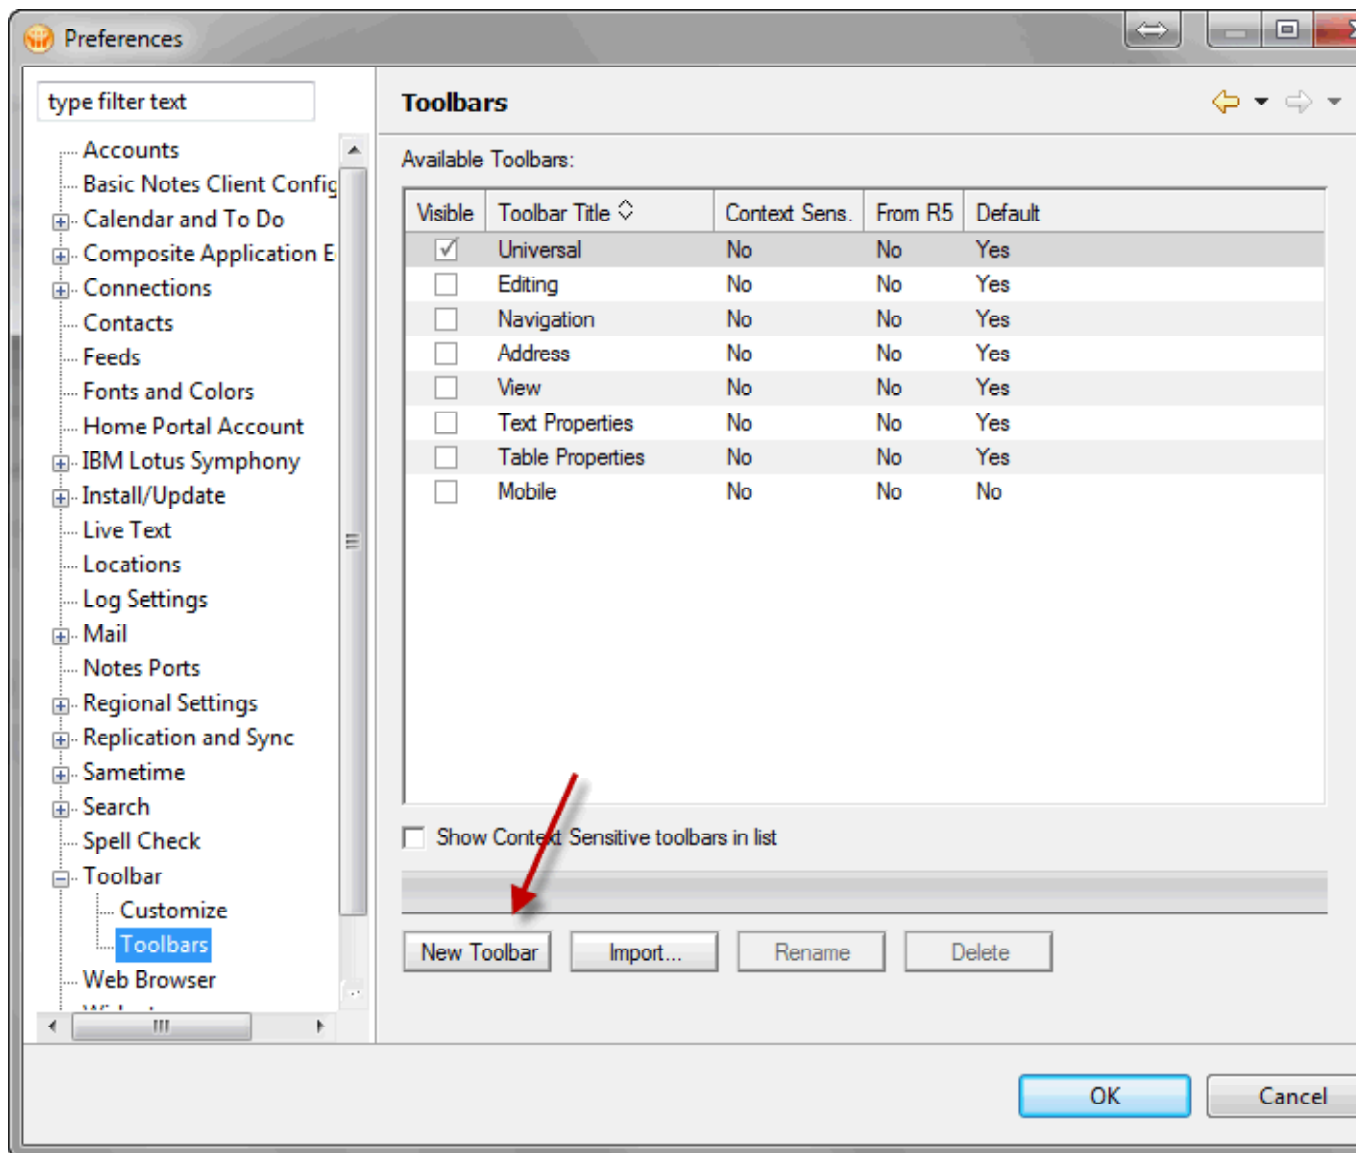 Preferences
type filter text
Accounts
Basic Notes Client Config
Calendar and To Do
Composite Application E
Connections
Contacts
Feeds
Fonts and Colors
Home Portal Account
IBM Lotus Symphony
Install/Update
Live Text
Locations
Log Settings
Mail
Notes Ports
Regional Settings
Replication and Sync
Sametime
Search
Spell Check
Toolbar
Customize
Toolbars
Web Browser
Toolbars
Available Toolbars:
Visible Toolbar Title Context Sens. From R5 Default
Universal No No Yes
Editing No No Yes
Navigation No No Yes
Address No No Yes
View No No Yes
Text Properties No No Yes
Table Properties No No Yes
Mobile No No No
Show Context Sensitive toolbars in list
New Toolbar Import... Rename Delete
OK Cancel